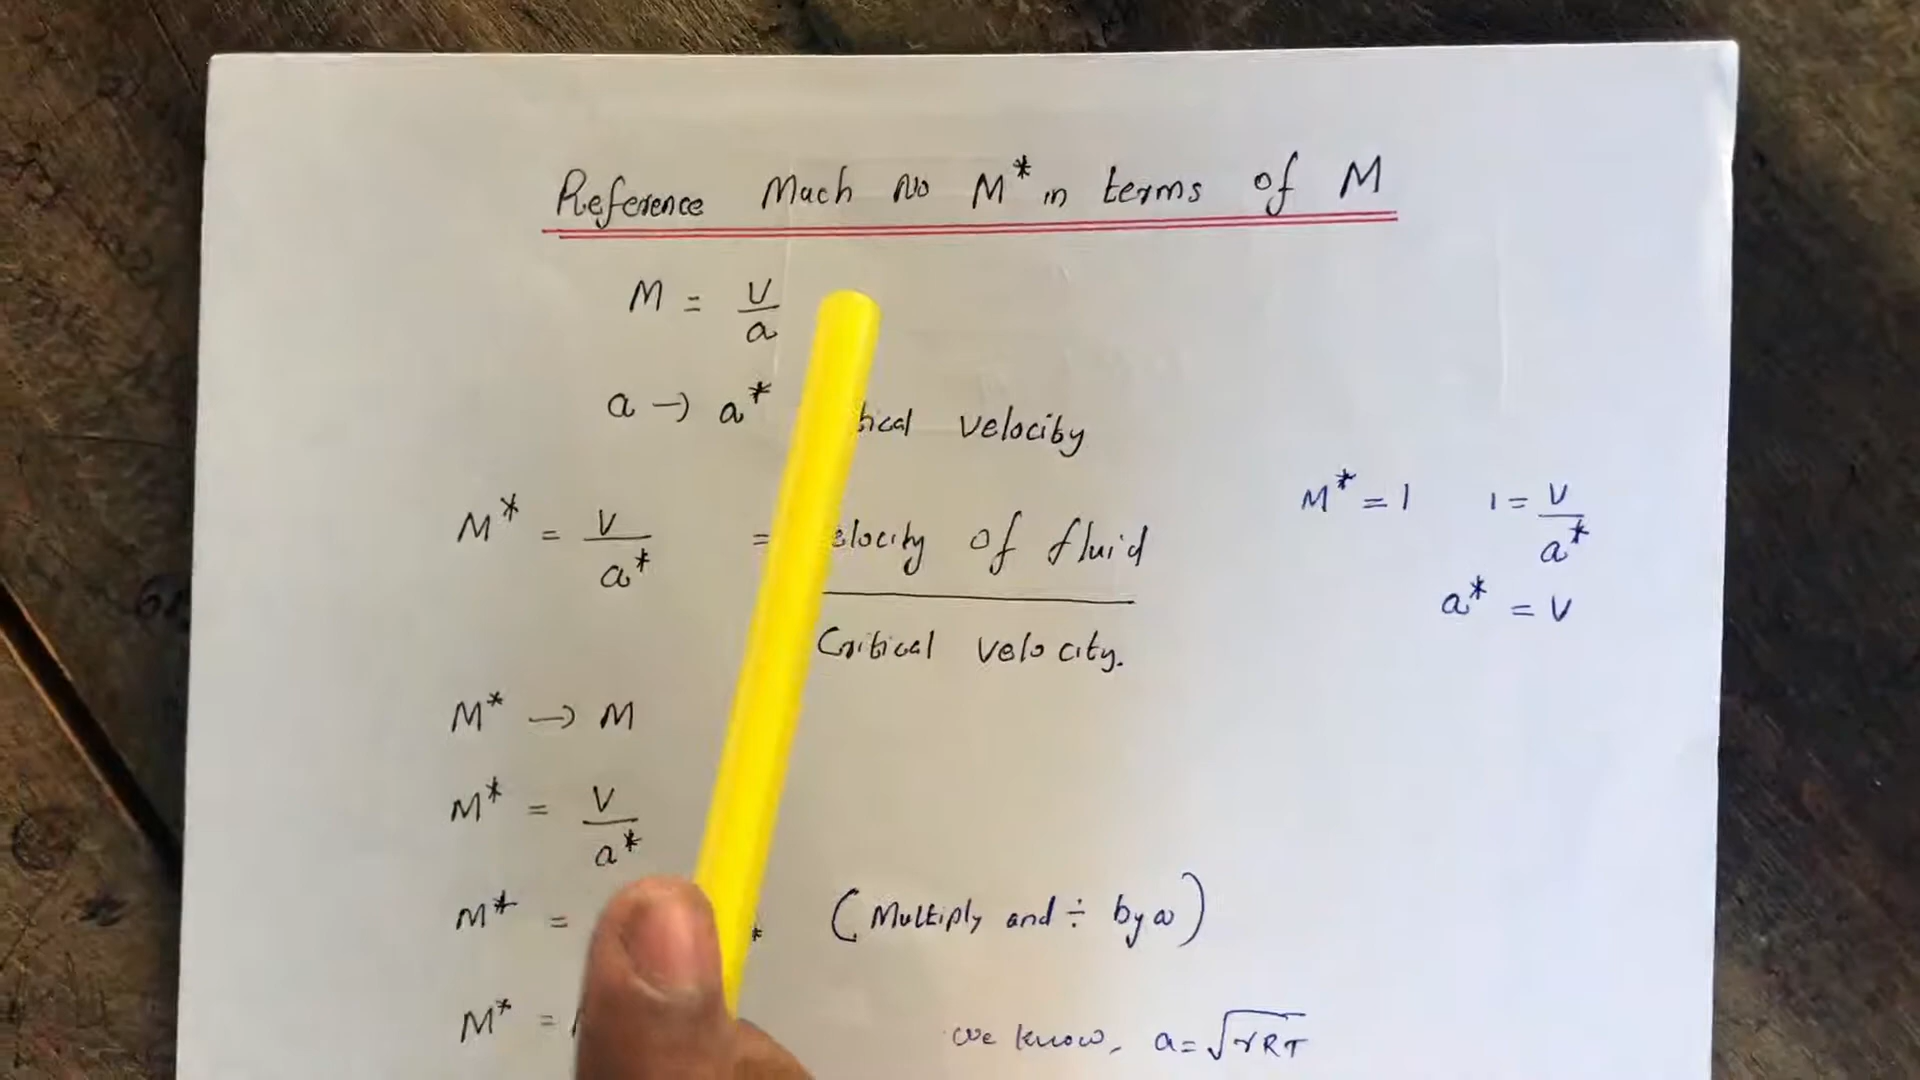 Reference Mach No M* in terms of M
M = V/a
a → a* velocity
M* = V/a* = of fluid / Critical velocity.
M* = 1 1 = V/a*
a* = V
M* → M
M* = V/a*
M* = (Multiply and ÷ by a)
M* =
We know, a = √γRT